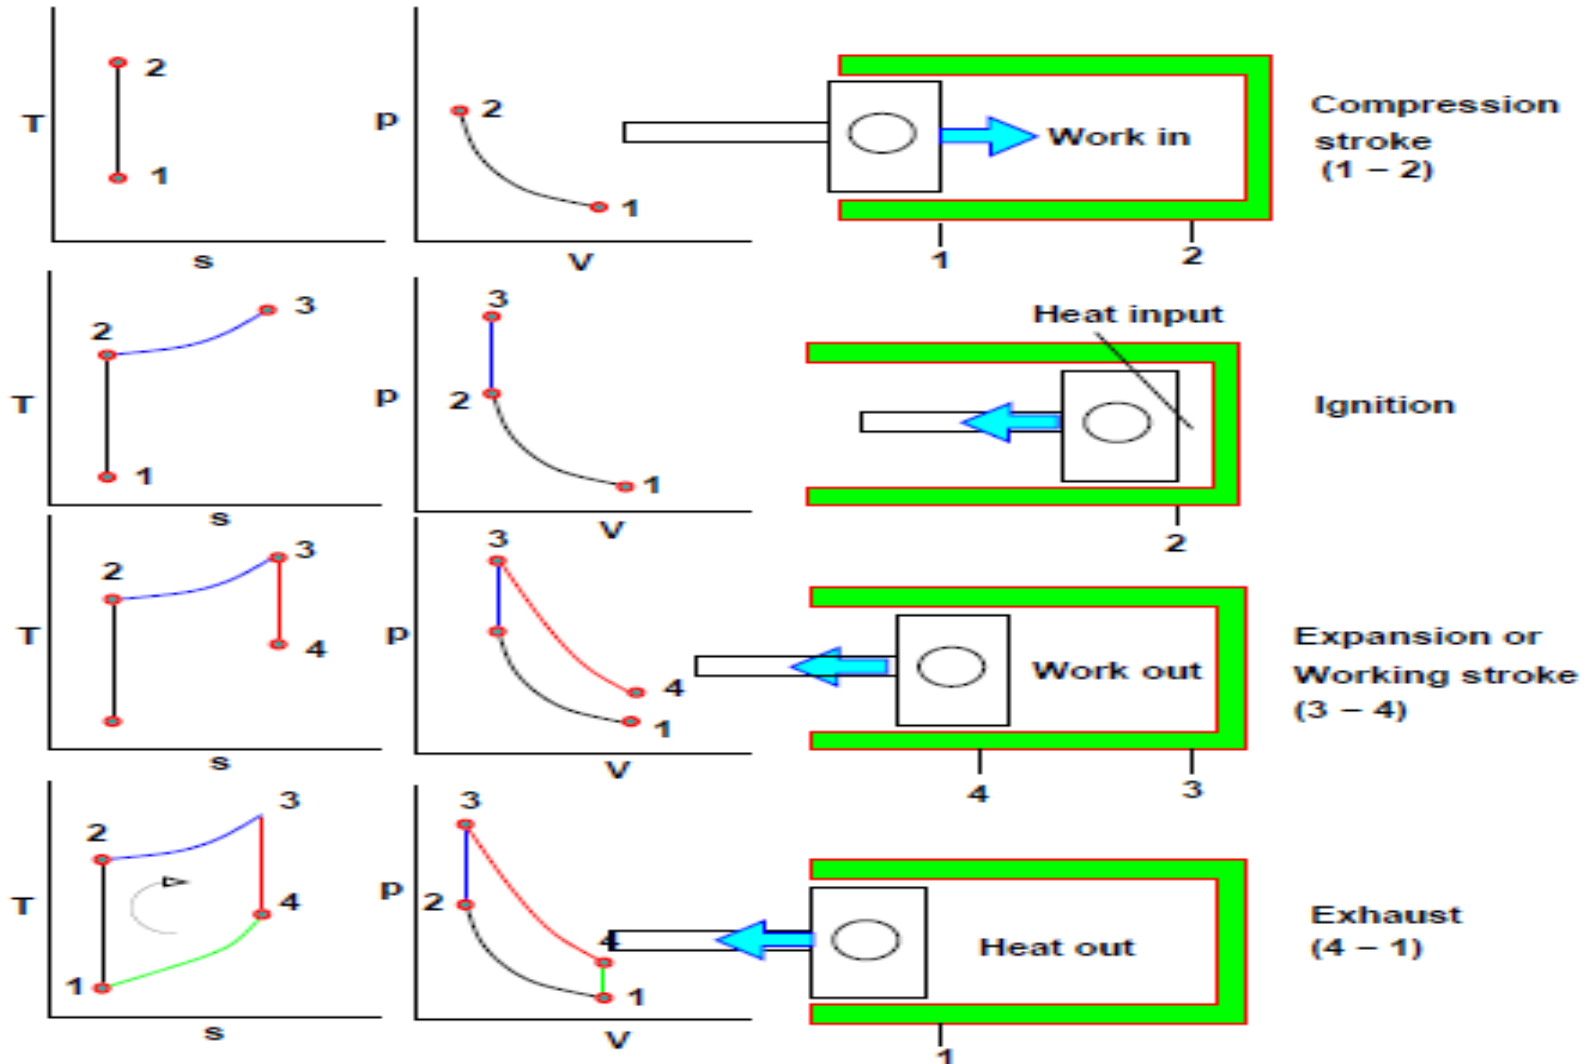 2
T
1
s
2
p
1
V
Work in
1
2
Compression
stroke
(1 – 2)
3
2
T
1
s
3
p
2
1
V
Heat input
2
Ignition
3
2
T
4
s
3
p
4
1
V
Work out
4
3
Expansion or
Working stroke
(3 – 4)
3
2
T
4
1
s
3
p
2
4
1
V
Heat out
1
Exhaust
(4 – 1)